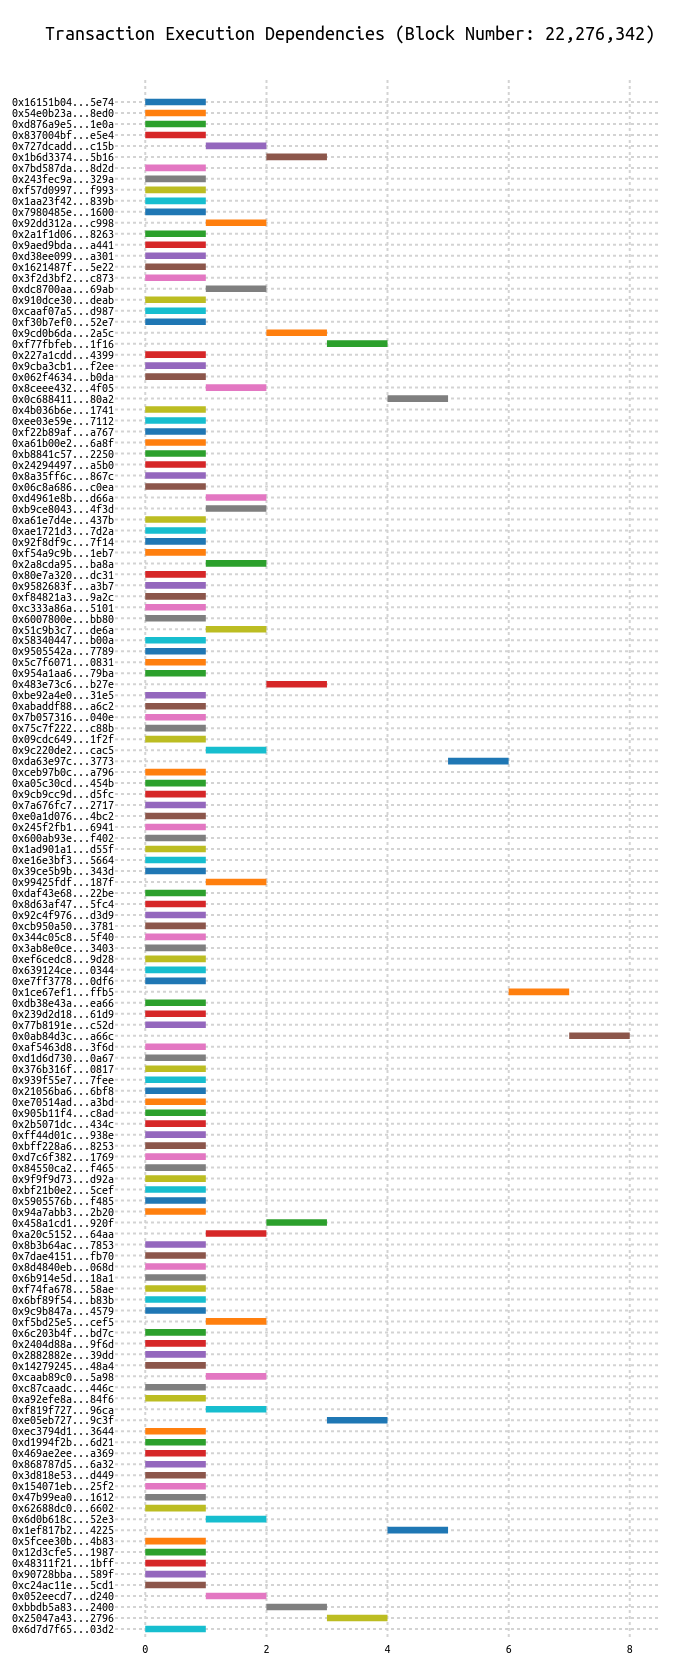 Transaction Execution Dependencies (Block Number: 22,276,342)
0x16151b04...5e74
0x54e0b23a...8ed0
0xd876a9e5...1e0a
0x837004bf...e5e4
0x727dcadd...c15b
0x1b6d3374...5b16
0x7bd587da...8d2d
0x243fec9a...329a
0xf57d0997...f993
0x1aa23f42...839b
0x7980485e...1600
0x92dd312a...c998
0x2a1f1d06...8263
0x9aed9bda...a441
0xd38ee099...a301
0x1621487f...5e22
0x3f2d3bf2...c873
0xdc8700aa...69ab
0x910dce30...deab
0xcaaf07a5...d987
0xf30b7ef0...52e7
0x9cd0b6da...2a5c
0xf77fbfeb...1f16
0x227a1cdd...4399
0x9cba3cb1...f2ee
0x062f4634...b0da
0x8ceee432...4f05
0x0c688411...80a2
0x4b036b6e...1741
0xee03e59e...7112
0xf22b89af...a767
0xa61b00e2...6a8f
0xb8841c57...2250
0x24294497...a5b0
0x8a35ff6c...867c
0x06c8a686...c0ea
0xd4961e8b...d66a
0xb9ce8043...4f3d
0xa61e7d4e...437b
0xae1721d3...7d2a
0x92f8df9c...7f14
0xf54a9c9b...1eb7
0x2a8cda95...ba8a
0x80e7a320...dc31
0x9582683f...a3b7
0xf84821a3...9a2c
0xc333a86a...5101
0x6007800e...bb80
0x51c9b3c7...de6a
0x58340447...b00a
0x9505542a...7789
0x5c7f6071...0831
0x954a1aa6...79ba
0x483e73c6...b27e
0xbe92a4e0...31e5
0xabaddf88...a6c2
0x7b057316...040e
0x75c7f222...c88b
0x09cdc649...1f2f
0x9c220de2...cac5
0xda63e97c...3773
0xceb97b0c...a796
0xa05c30cd...454b
0x9cb9cc9d...d5fc
0x7a676fc7...2717
0xe0a1d076...4bc2
0x245f2fb1...6941
0x600ab93e...f402
0x1ad901a1...d55f
0xe16e3bf3...5664
0x39ce5b9b...343d
0x99425fdf...187f
0xdaf43e68...22be
0x8d63af47...5fc4
0x92c4f976...d3d9
0xcb950a50...3781
0x344c05c8...5f40
0x3ab8e0ce...3403
0xef6cedc8...9d28
0x639124ce...0344
0xe7ff3778...0df6
0x1ce67ef1...ffb5
0xdb38e43a...ea66
0x239d2d18...61d9
0x77b8191e...c52d
0x0ab84d3c...a66c
0xaf5463d8...3f6d
0xd1d6d730...0a67
0x376b316f...0817
0x939f55e7...7fee
0x21056ba6...6bf8
0xe70514ad...a3bd
0x905b11f4...c8ad
0x2b5071dc...434c
0xff44d01c...938e
0xbff228a6...8253
0xd7c6f382...1769
0x84550ca2...f465
0x9f9f9d73...d92a
0xbf21b0e2...5cef
0x5905576b...f485
0x94a7abb3...2b20
0x458a1cd1...920f
0xa20c5152...64aa
0x8b3b64ac...7853
0x7dae4151...fb70
0x8d4840eb...068d
0x6b914e5d...18a1
0xf74fa678...58ae
0x6bf89f54...b83b
0x9c9b847a...4579
0xf5bd25e5...cef5
0x6c203b4f...bd7c
0x2404d88a...9f6d
0x2882882e...39dd
0x14279245...48a4
0xcaab89c0...5a98
0xc87caadc...446c
0xa92efe8a...84f6
0xf819f727...96ca
0xe05eb727...9c3f
0xec3794d1...3644
0xd1994f2b...6d21
0x469ae2ee...a369
0x868787d5...6a32
0x3d818e53...d449
0x154071eb...25f2
0x47b99ea0...1612
0x62688dc0...6602
0x6d0b618c...52e3
0x1ef817b2...4225
0x5fcee30b...4b83
0x12d3cfe5...1987
0x48311f21...1bff
0x90728bba...589f
0xc24ac11e...5cd1
0x052eecd7...d240
0xbbdb5a83...2400
0x25047a43...2796
0x6d7d7f65...03d2
0 2 4 6 8